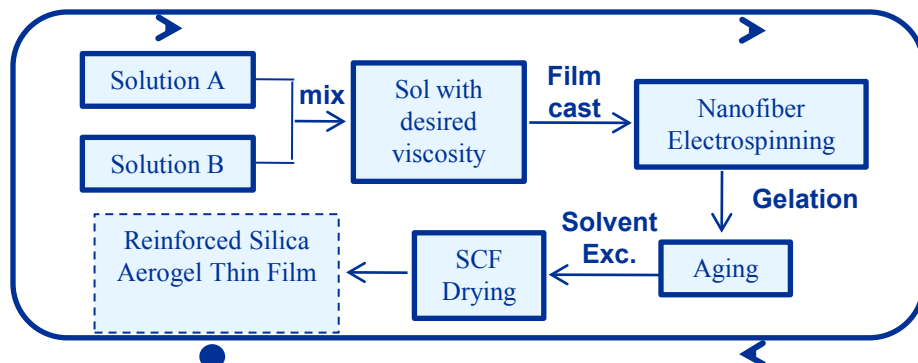 Solution A
Solution B
mix
Sol with
desired
viscosity
Film
cast
Nanofiber
Electrospinning
Gelation
Aging
Solvent
Exc.
SCF
Drying
Reinforced Silica
Aerogel Thin Film